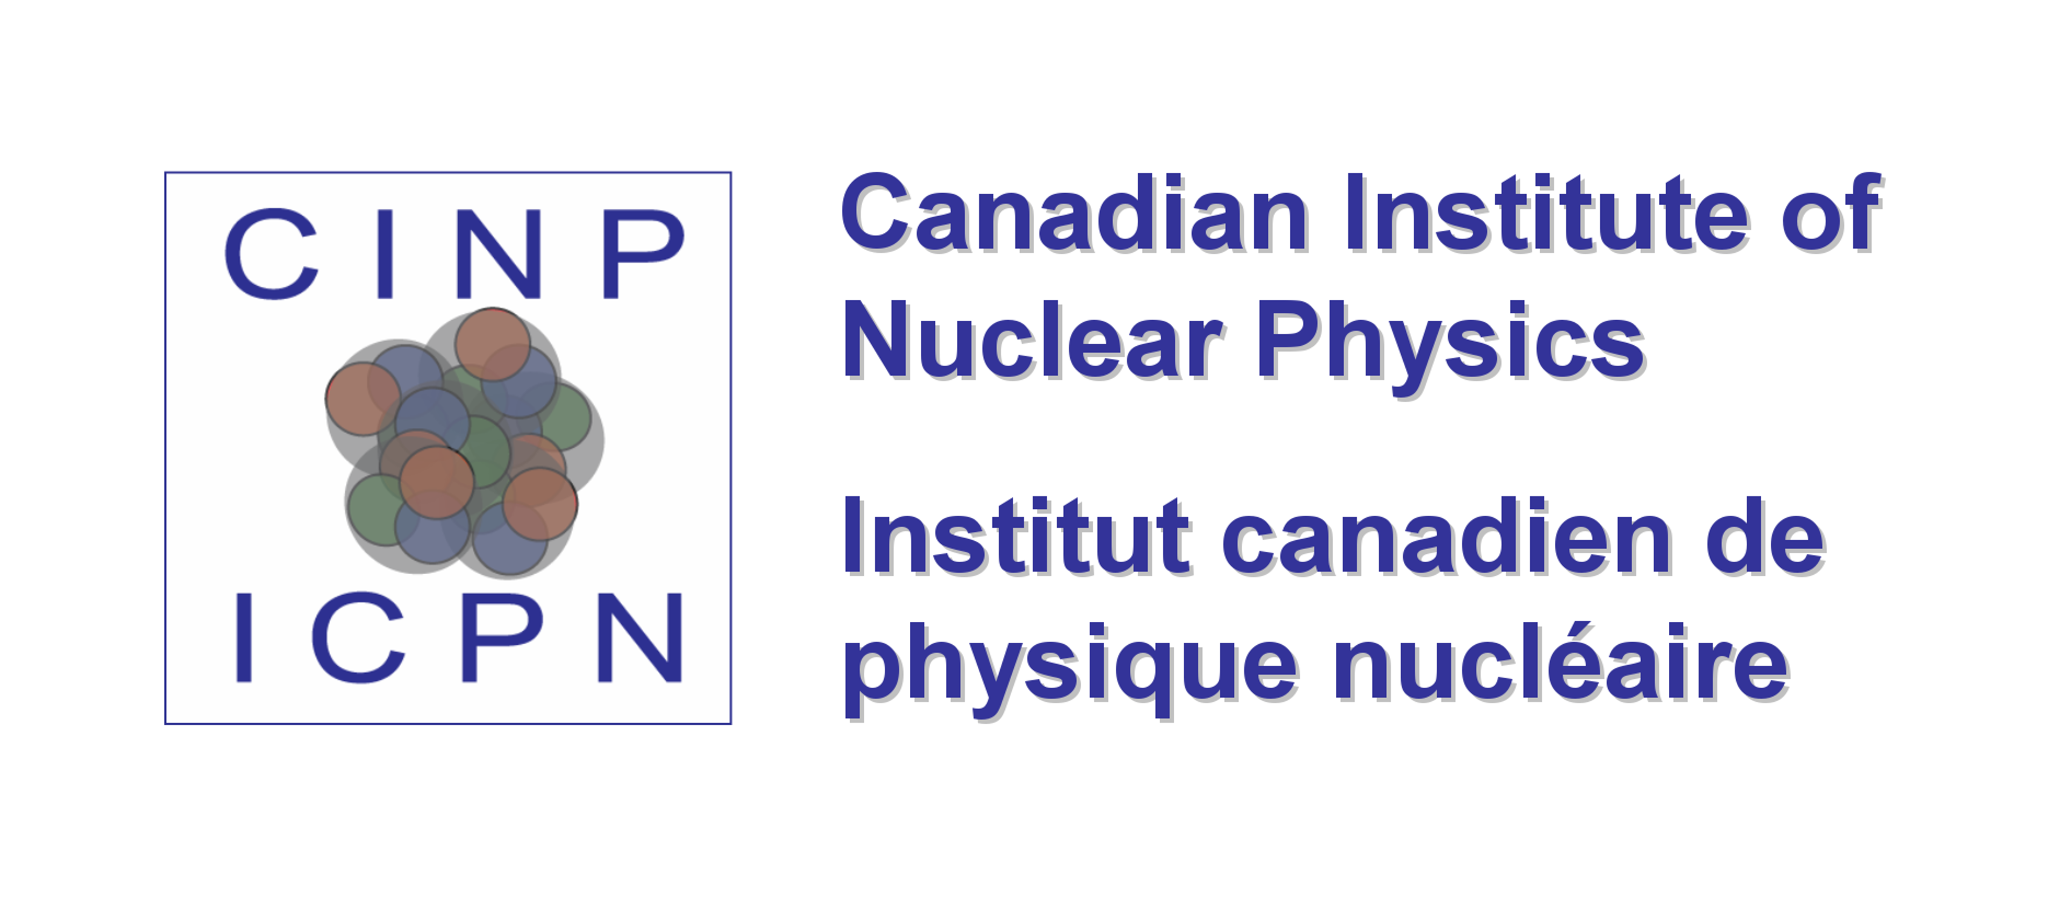 CINP
ICPN
Canadian Institute of
Nuclear Physics
Institut canadien de
physique nucléaire